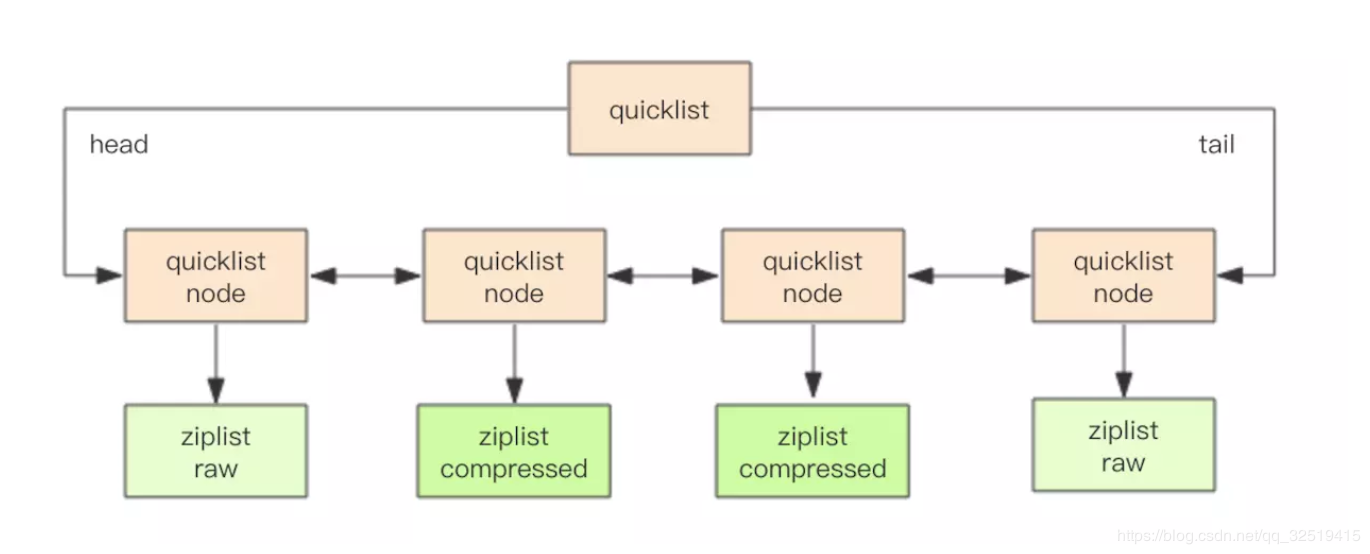 quicklist
head
tail
quicklist
node
quicklist
node
quicklist
node
quicklist
node
ziplist
raw
ziplist
compressed
ziplist
compressed
ziplist
raw
https://blog.csdn.net/qq_32519415